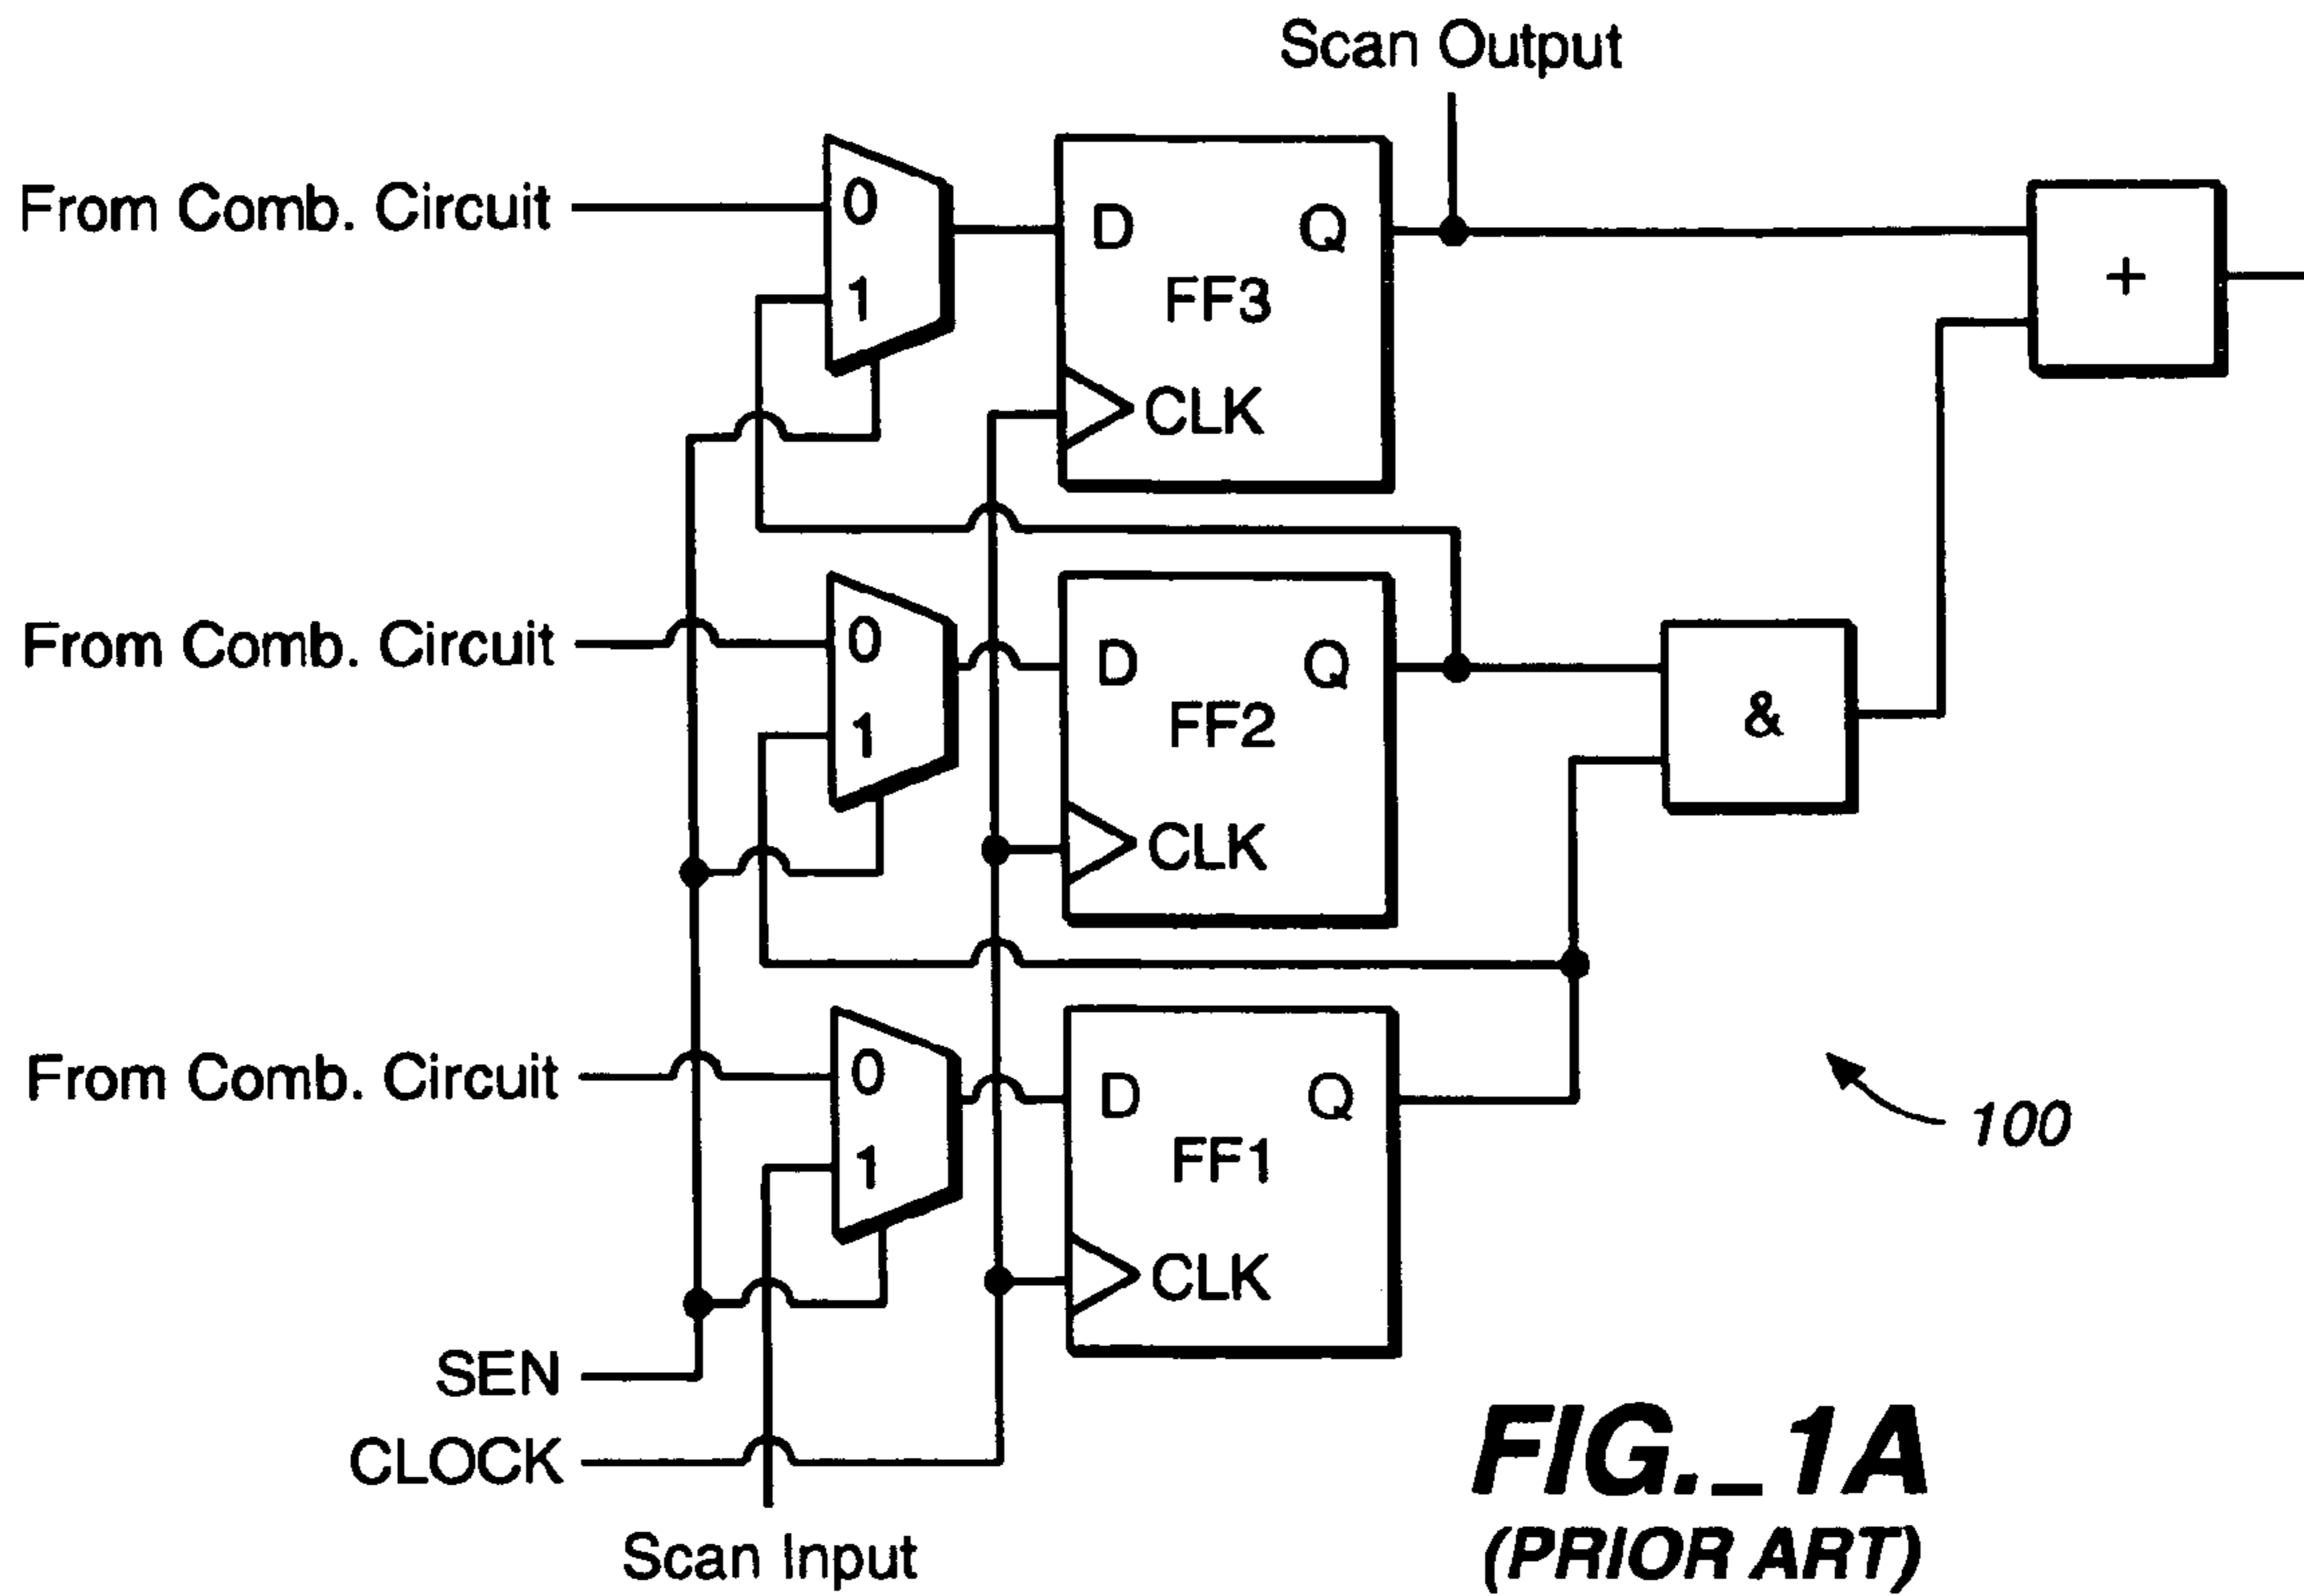 Scan Output
From Comb. Circuit
0
1
D
Q
FF3
CLK
+
From Comb. Circuit
0
1
D
Q
FF2
CLK
&
From Comb. Circuit
0
1
D
Q
FF1
CLK
100
SEN
CLOCK
Scan Input
FIG._1A
(PRIOR ART)